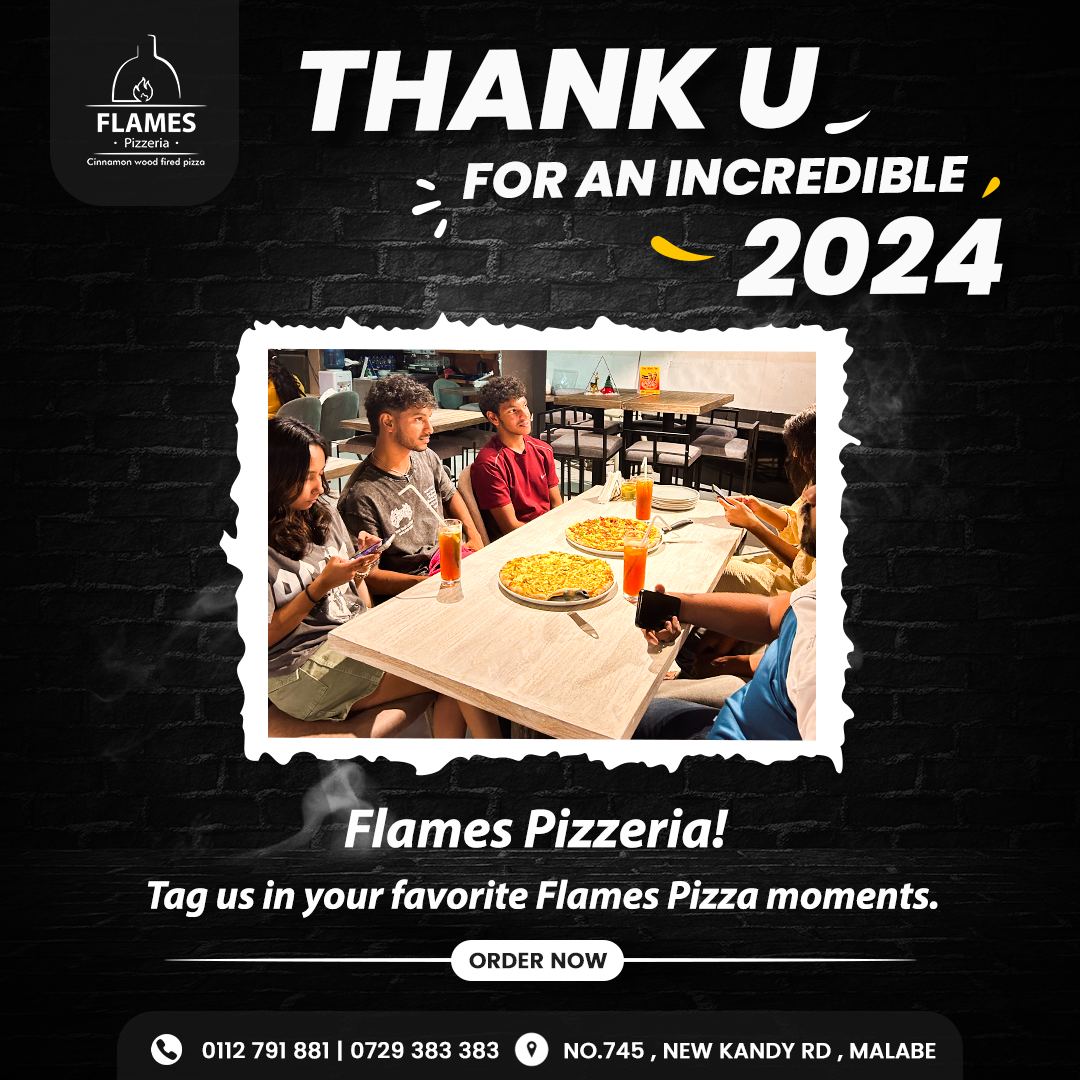 FLAMES
· Pizzeria ·
Cinnamon wood fired pizza
THANK U
FOR AN INCREDIBLE
2024
Flames Pizzeria!
Tag us in your favorite Flames Pizza moments.
ORDER NOW
0112 791 881 | 0729 383 383
NO.745 , NEW KANDY RD , MALABE